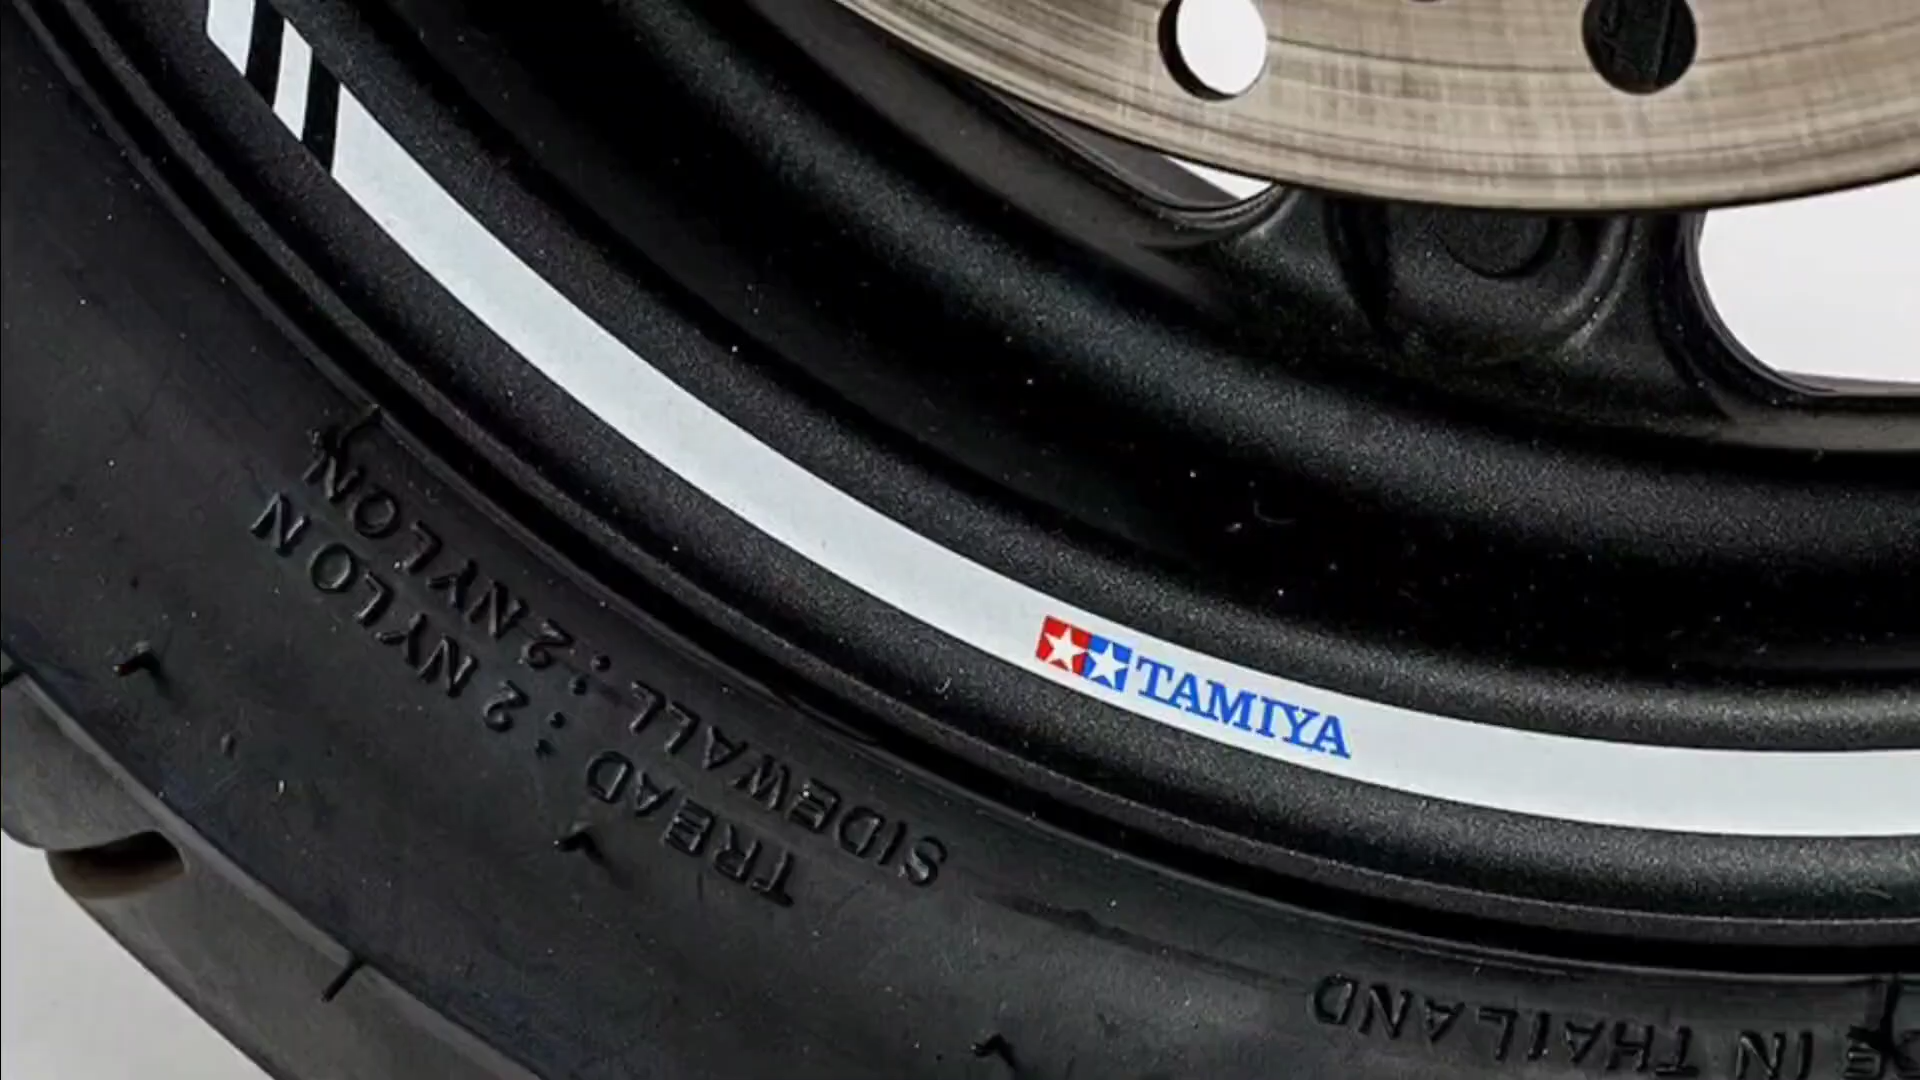 TAMIYA
TREAD : 2 NYLON
SIDEWALL : 2 NYLON
IN THAILAND